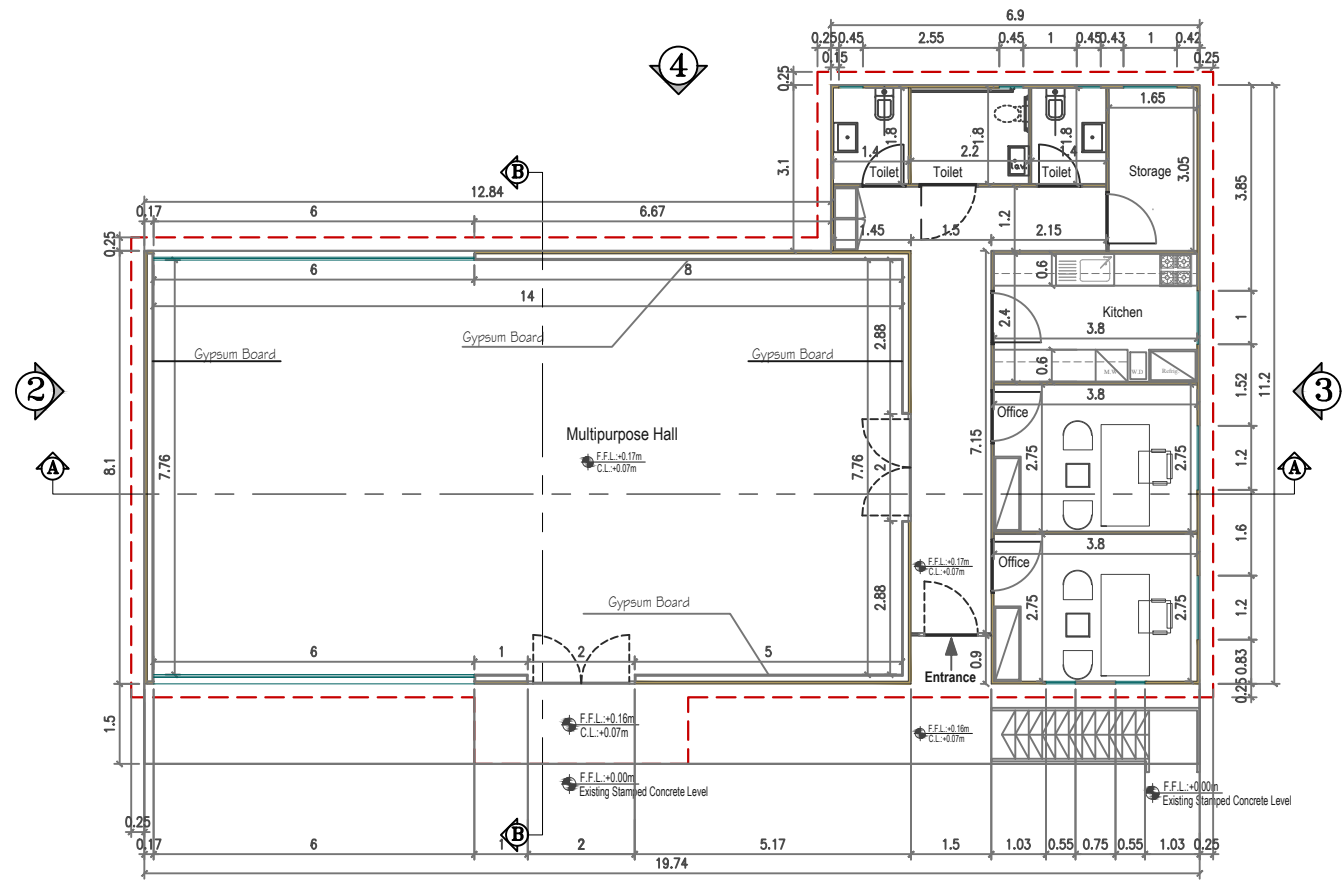 6.9
0.25 0.45 2.55 0.45 1 0.45 0.43 1 0.42
0.15 0.25
4
0.25
1.65
1.8 1.8 1.8
1.4 2.2 1.4
Toilet Toilet Toilet Storage
3.1 3.05 3.85
B
12.84
0.17 6 6.67
1.2
1.45 1.5 2.15
0.25
6 8
14
0.6
Kitchen
2.4 1
3.8
2.88
Gypsum Board
Gypsum Board Gypsum Board
0.6 M.W. W.D Refrig
2 3
3.8
1.52 11.2
Office
Multipurpose Hall
F.F.L.:+0.17m
C.L.:+0.07m
A A
8.1 7.76 7.76 2 7.15 2.75 2.75 1.2
3.8
1.6
Office
F.F.L.:+0.17m
C.L.:+0.07m
Gypsum Board
2.88 2.75 2.75 1.2
6 1 2 5
0.9 0.83
Entrance
0.25
1.5
F.F.L.:+0.16m
C.L.:+0.07m
F.F.L.:+0.16m
C.L.:+0.07m
F.F.L.:+0.00m
Existing Stamped Concrete Level
F.F.L.:+0.00m
Existing Stamped Concrete Level
0.25
B
0.17 6 1 2 5.17 1.5 1.03 0.55 0.75 0.55 1.03 0.25
19.74